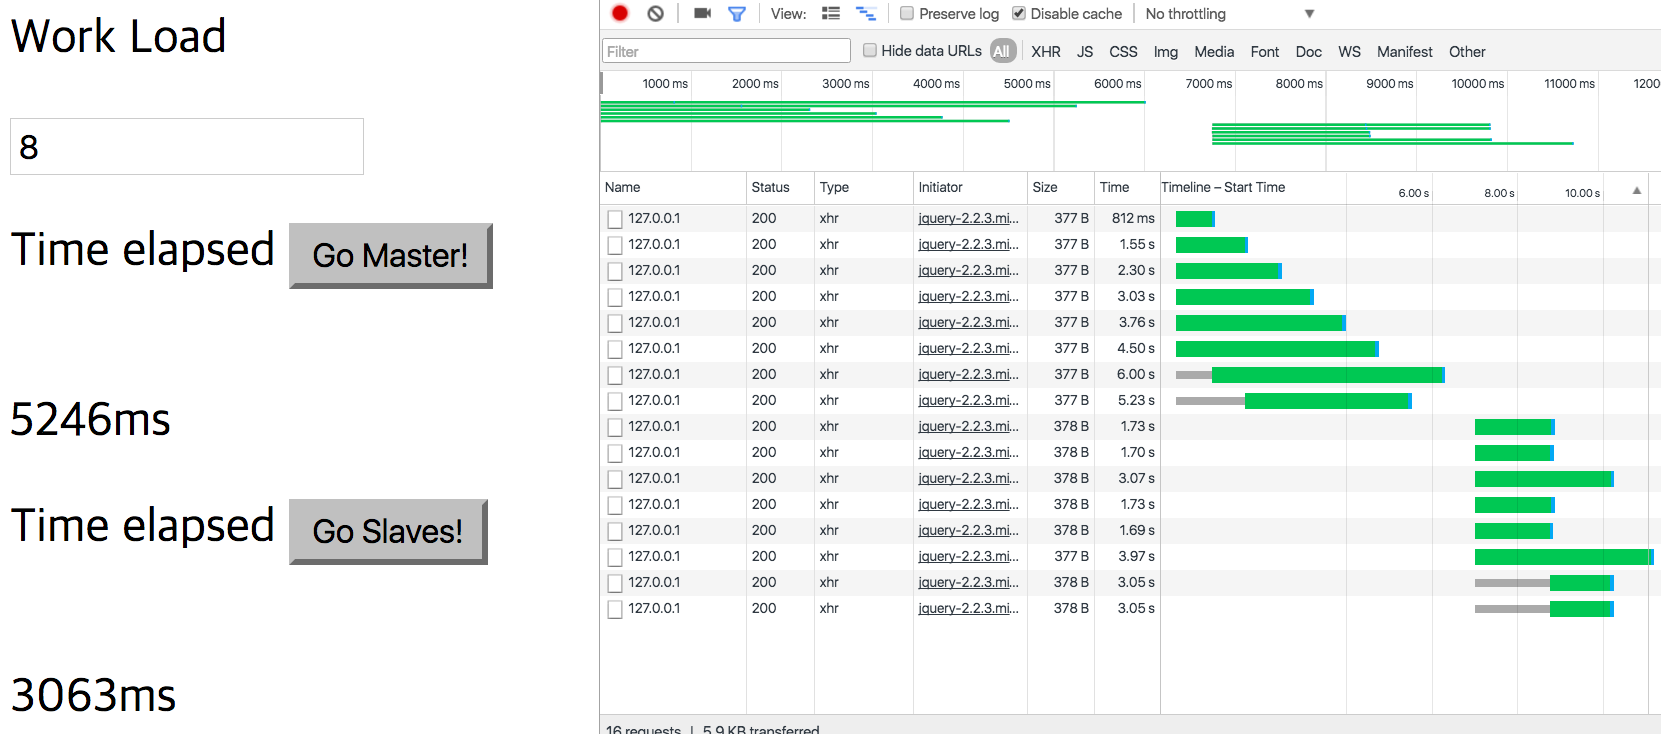 Work Load
8
Time elapsed Go Master!
5246ms
Time elapsed Go Slaves!
3063ms
View: Preserve log Disable cache No throttling
Filter Hide data URLs All XHR JS CSS Img Media Font Doc WS Manifest Other
1000 ms 2000 ms 3000 ms 4000 ms 5000 ms 6000 ms 7000 ms 8000 ms 9000 ms 10000 ms 11000 ms 1200
Name Status Type Initiator Size Time Timeline – Start Time 6.00 s 8.00 s 10.00 s
127.0.0.1 200 xhr jquery-2.2.3.mi... 377 B 812 ms
127.0.0.1 200 xhr jquery-2.2.3.mi... 377 B 1.55 s
127.0.0.1 200 xhr jquery-2.2.3.mi... 377 B 2.30 s
127.0.0.1 200 xhr jquery-2.2.3.mi... 377 B 3.03 s
127.0.0.1 200 xhr jquery-2.2.3.mi... 377 B 3.76 s
127.0.0.1 200 xhr jquery-2.2.3.mi... 377 B 4.50 s
127.0.0.1 200 xhr jquery-2.2.3.mi... 377 B 6.00 s
127.0.0.1 200 xhr jquery-2.2.3.mi... 377 B 5.23 s
127.0.0.1 200 xhr jquery-2.2.3.mi... 378 B 1.73 s
127.0.0.1 200 xhr jquery-2.2.3.mi... 378 B 1.70 s
127.0.0.1 200 xhr jquery-2.2.3.mi... 378 B 3.07 s
127.0.0.1 200 xhr jquery-2.2.3.mi... 378 B 1.73 s
127.0.0.1 200 xhr jquery-2.2.3.mi... 378 B 1.69 s
127.0.0.1 200 xhr jquery-2.2.3.mi... 377 B 3.97 s
127.0.0.1 200 xhr jquery-2.2.3.mi... 378 B 3.05 s
127.0.0.1 200 xhr jquery-2.2.3.mi... 378 B 3.05 s
16 requests | 5.9 KB transferred